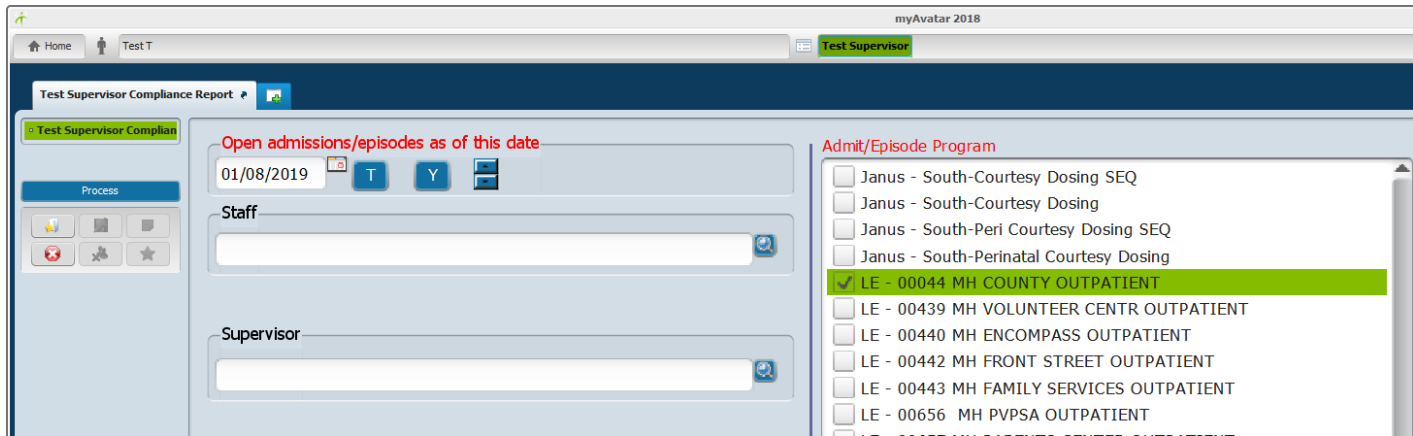 myAvatar 2018
Home
Test T
Test Supervisor
Test Supervisor Compliance Report
Test Supervisor Complian
Process
Open admissions/episodes as of this date
01/08/2019
T
Y
Staff
Supervisor
Admit/Episode Program
Janus - South-Courtesy Dosing SEQ
Janus - South-Courtesy Dosing
Janus - South-Peri Courtesy Dosing SEQ
Janus - South-Perinatal Courtesy Dosing
LE - 00044 MH COUNTY OUTPATIENT
LE - 00439 MH VOLUNTEER CENTR OUTPATIENT
LE - 00440 MH ENCOMPASS OUTPATIENT
LE - 00442 MH FRONT STREET OUTPATIENT
LE - 00443 MH FAMILY SERVICES OUTPATIENT
LE - 00656  MH PVPSA OUTPATIENT